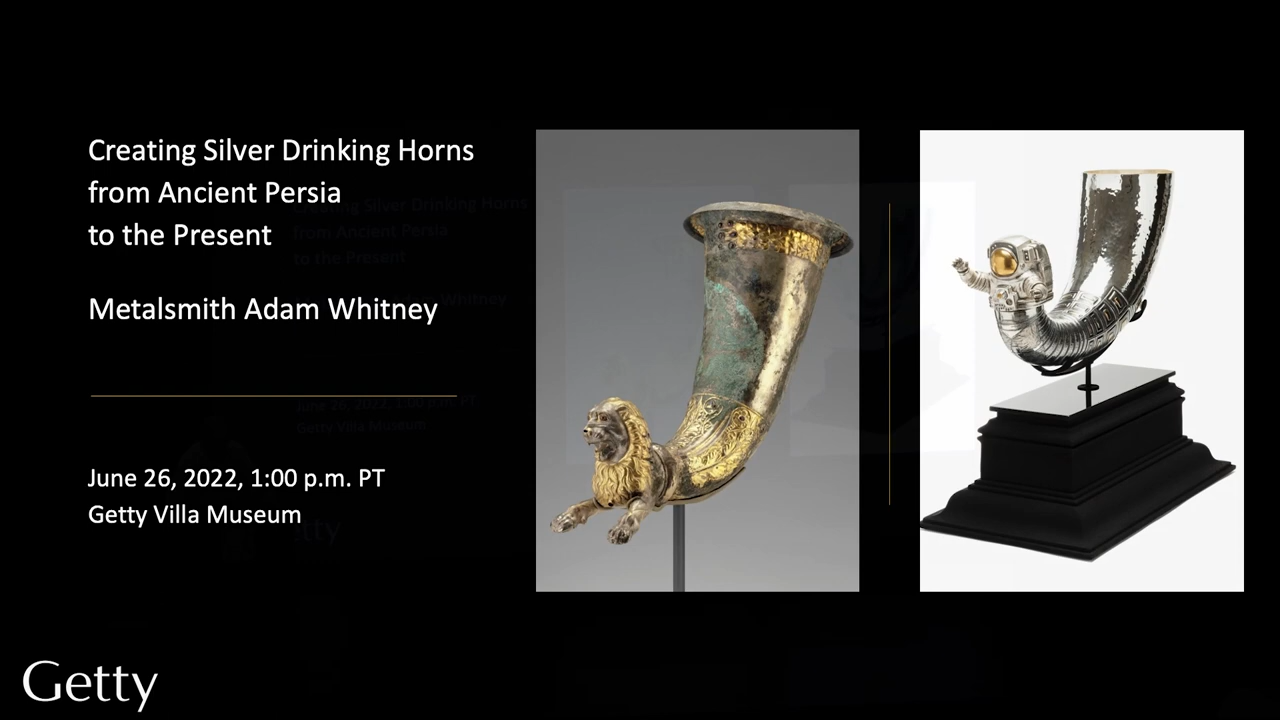 Creating Silver Drinking Horns
from Ancient Persia
to the Present
Metalsmith Adam Whitney
June 26, 2022, 1:00 p.m. PT
Getty Villa Museum
Getty